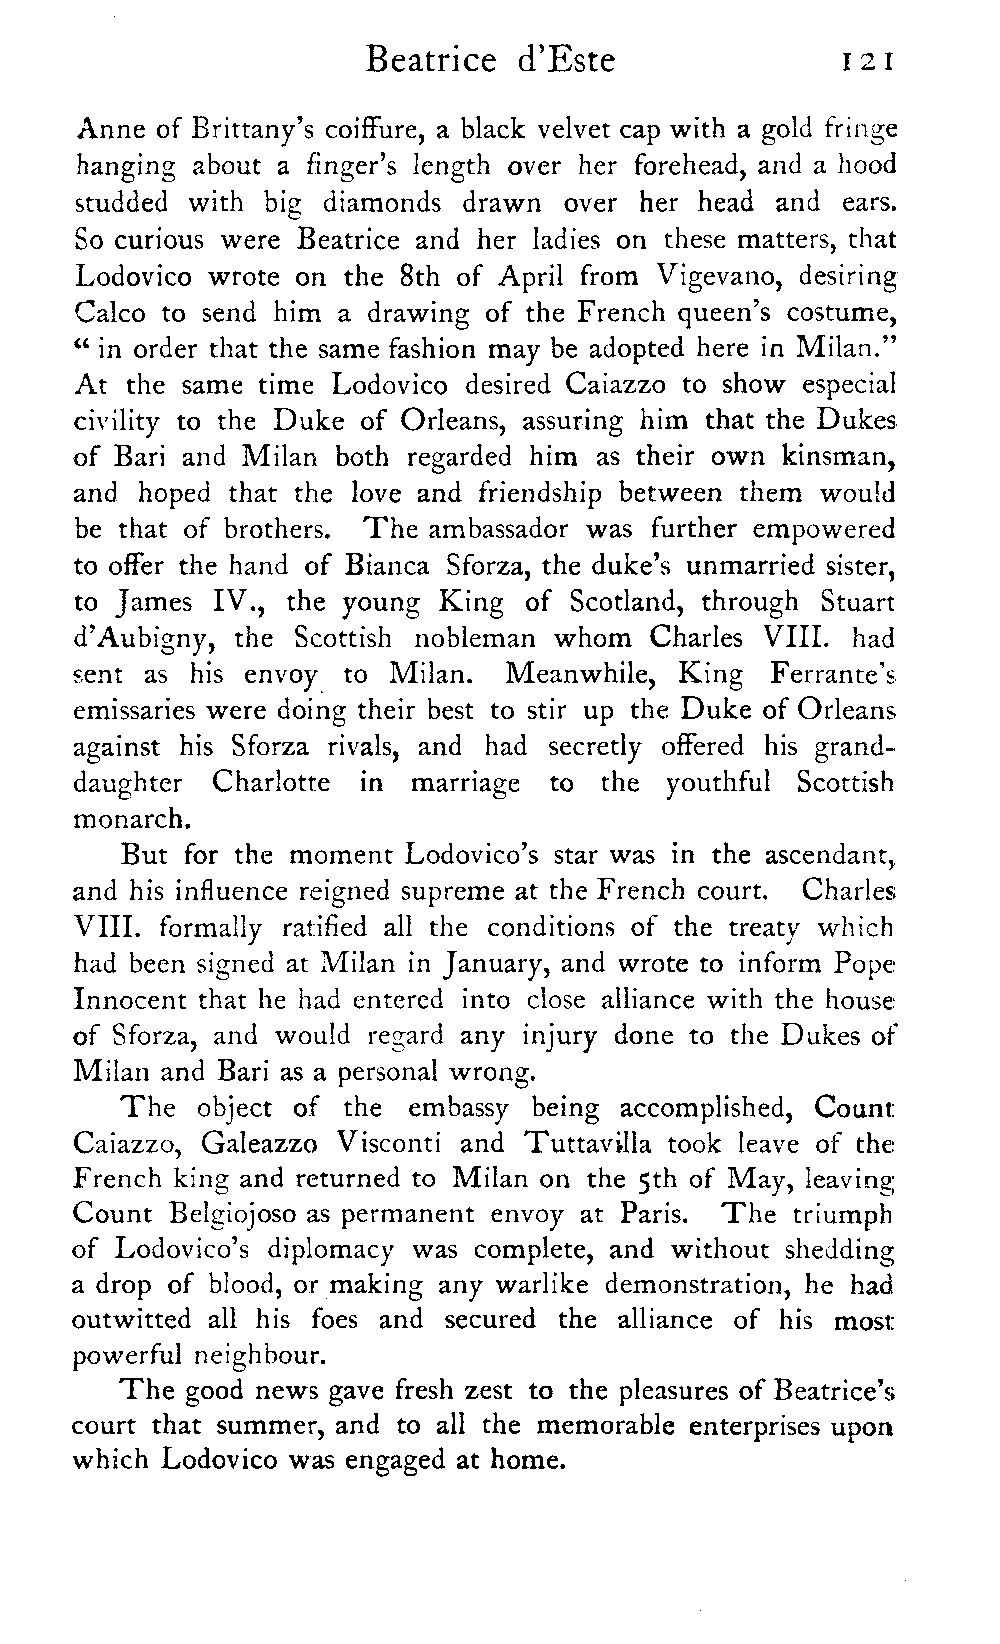 Beatrice d'Este 121
Anne of Brittany's coiffure, a black velvet cap with a gold fringe
hanging about a finger's length over her forehead, and a hood
studded with big diamonds drawn over her head and ears.
So curious were Beatrice and her ladies on these matters, that
Lodovico wrote on the 8th of April from Vigevano, desiring
Calco to send him a drawing of the French queen's costume,
“ in order that the same fashion may be adopted here in Milan.”
At the same time Lodovico desired Caiazzo to show especial
civility to the Duke of Orleans, assuring him that the Dukes
of Bari and Milan both regarded him as their own kinsman,
and hoped that the love and friendship between them would
be that of brothers. The ambassador was further empowered
to offer the hand of Bianca Sforza, the duke's unmarried sister,
to James IV., the young King of Scotland, through Stuart
d'Aubigny, the Scottish nobleman whom Charles VIII. had
sent as his envoy to Milan. Meanwhile, King Ferrante's
emissaries were doing their best to stir up the Duke of Orleans
against his Sforza rivals, and had secretly offered his grand-
daughter Charlotte in marriage to the youthful Scottish
monarch.
But for the moment Lodovico's star was in the ascendant,
and his influence reigned supreme at the French court. Charles
VIII. formally ratified all the conditions of the treaty which
had been signed at Milan in January, and wrote to inform Pope
Innocent that he had entered into close alliance with the house
of Sforza, and would regard any injury done to the Dukes of
Milan and Bari as a personal wrong.
The object of the embassy being accomplished, Count
Caiazzo, Galeazzo Visconti and Tuttavilla took leave of the
French king and returned to Milan on the 5th of May, leaving
Count Belgiojoso as permanent envoy at Paris. The triumph
of Lodovico's diplomacy was complete, and without shedding
a drop of blood, or making any warlike demonstration, he had
outwitted all his foes and secured the alliance of his most
powerful neighbour.
The good news gave fresh zest to the pleasures of Beatrice's
court that summer, and to all the memorable enterprises upon
which Lodovico was engaged at home.